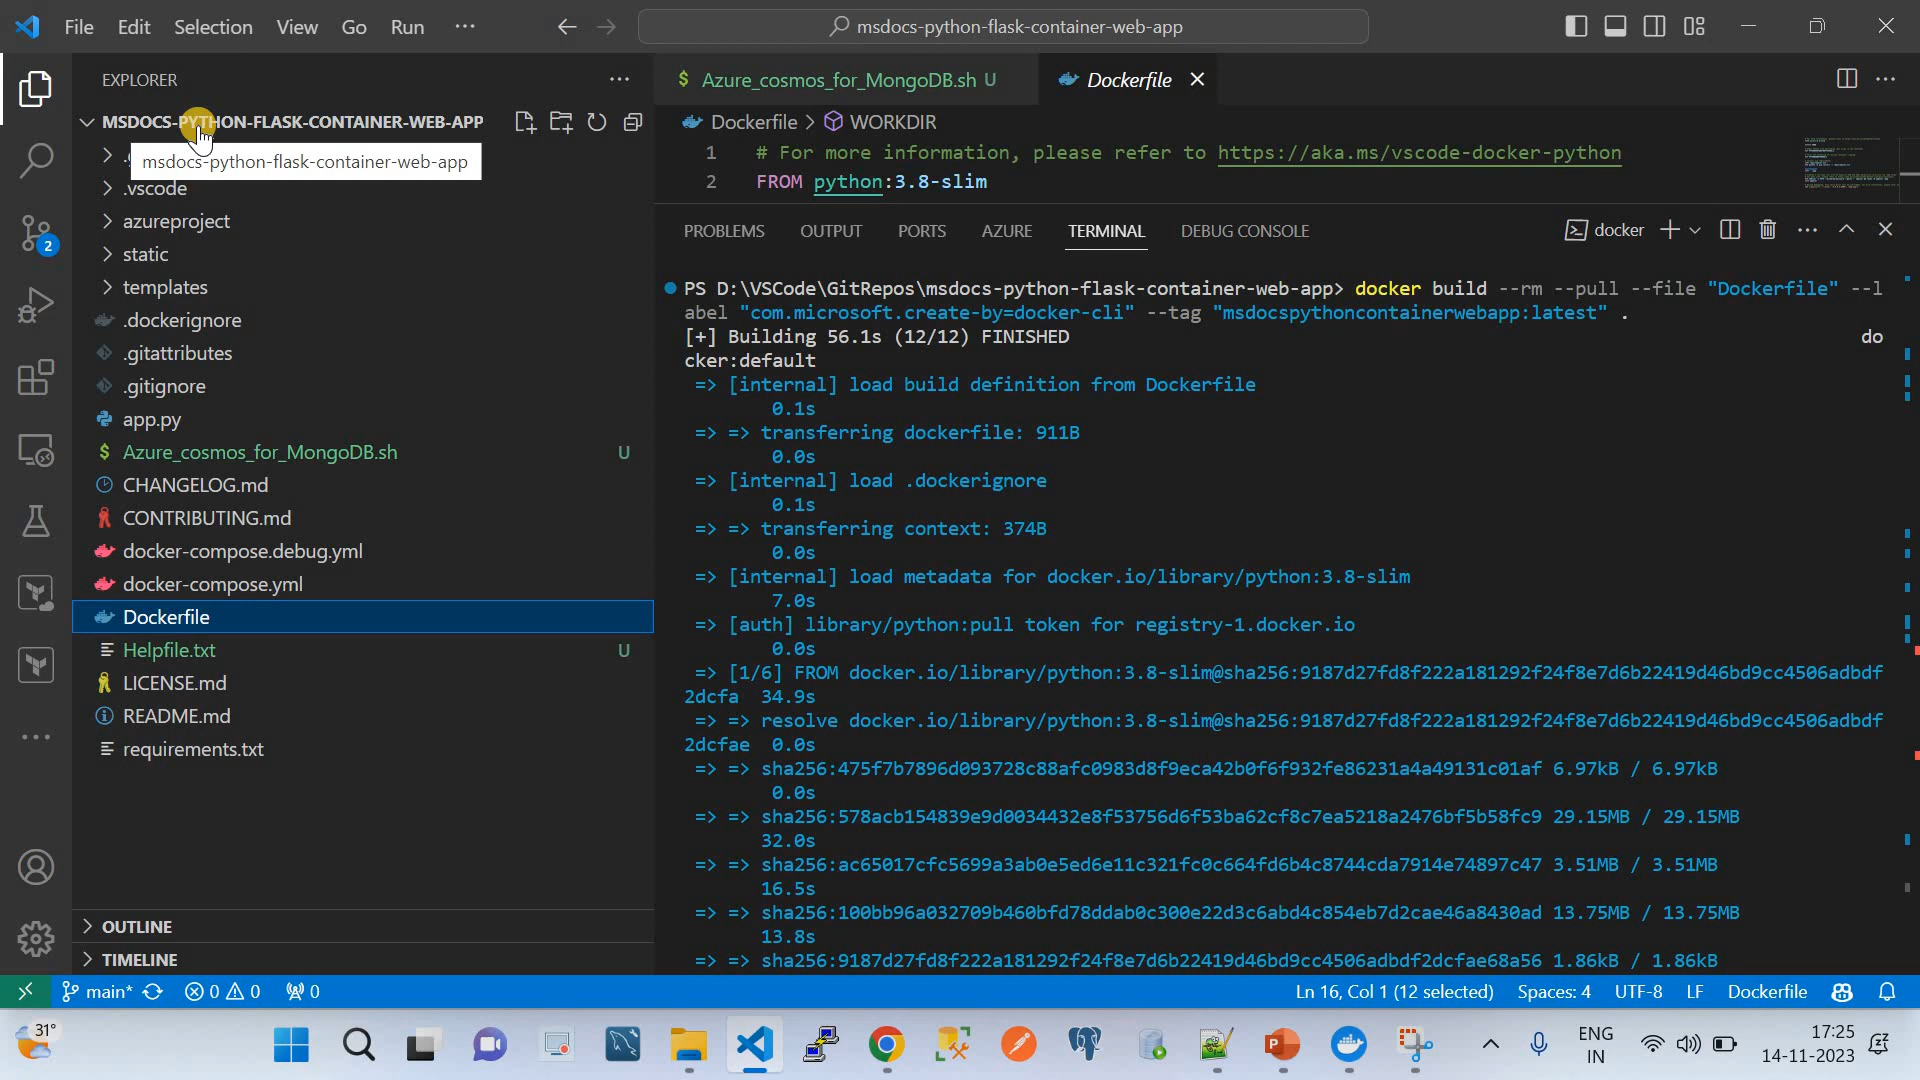 File Edit Selection View Go Run ···
msdocs-python-flask-container-web-app
EXPLORER
MSDOCS-PYTHON-FLASK-CONTAINER-WEB-APP
msdocs-python-flask-container-web-app
.vscode
azureproject
static
templates
.dockerignore
.gitattributes
.gitignore
app.py
$ Azure_cosmos_for_MongoDB.sh U
CHANGELOG.md
CONTRIBUTING.md
docker-compose.debug.yml
docker-compose.yml
Dockerfile
Helpfile.txt U
LICENSE.md
README.md
requirements.txt
OUTLINE
TIMELINE
2
$ Azure_cosmos_for_MongoDB.sh U
Dockerfile
Dockerfile > WORKDIR
1 # For more information, please refer to https://aka.ms/vscode-docker-python
2 FROM python:3.8-slim
PROBLEMS OUTPUT PORTS AZURE TERMINAL DEBUG CONSOLE docker
PS D:\VSCode\GitRepos\msdocs-python-flask-container-web-app> docker build --rm --pull --file "Dockerfile" --l
abel "com.microsoft.create-by=docker-cli" --tag "msdocspythoncontainerwebapp:latest" .
[+] Building 56.1s (12/12) FINISHED do
cker:default
=> [internal] load build definition from Dockerfile
0.1s
=> => transferring dockerfile: 911B
0.0s
=> [internal] load .dockerignore
0.1s
=> => transferring context: 374B
0.0s
=> [internal] load metadata for docker.io/library/python:3.8-slim
7.0s
=> [auth] library/python:pull token for registry-1.docker.io
0.0s
=> [1/6] FROM docker.io/library/python:3.8-slim@sha256:9187d27fd8f222a181292f24f8e7d6b22419d46bd9cc4506adbdf
2dcfa 34.9s
=> => resolve docker.io/library/python:3.8-slim@sha256:9187d27fd8f222a181292f24f8e7d6b22419d46bd9cc4506adbdf
2dcfae 0.0s
=> => sha256:475f7b7896d093728c88afc0983d8f9eca42b0f6f932fe86231a4a49131c01af 6.97kB / 6.97kB
0.0s
=> => sha256:578acb154839e9d0034432e8f53756d6f53ba62cf8c7ea5218a2476bf5b58fc9 29.15MB / 29.15MB
32.0s
=> => sha256:ac65017cfc5699a3ab0e5ed6e11c321fc0c664fd6b4c8744cda7914e74897c47 3.51MB / 3.51MB
16.5s
=> => sha256:100bb96a032709b460bfd78ddab0c300e22d3c6abd4c854eb7d2cae46a8430ad 13.75MB / 13.75MB
13.8s
=> => sha256:9187d27fd8f222a181292f24f8e7d6b22419d46bd9cc4506adbdf2dcfae68a56 1.86kB / 1.86kB
main* 0 0 0 Ln 16, Col 1 (12 selected) Spaces: 4 UTF-8 LF Dockerfile
31°
ENG
IN
17:25
14-11-2023